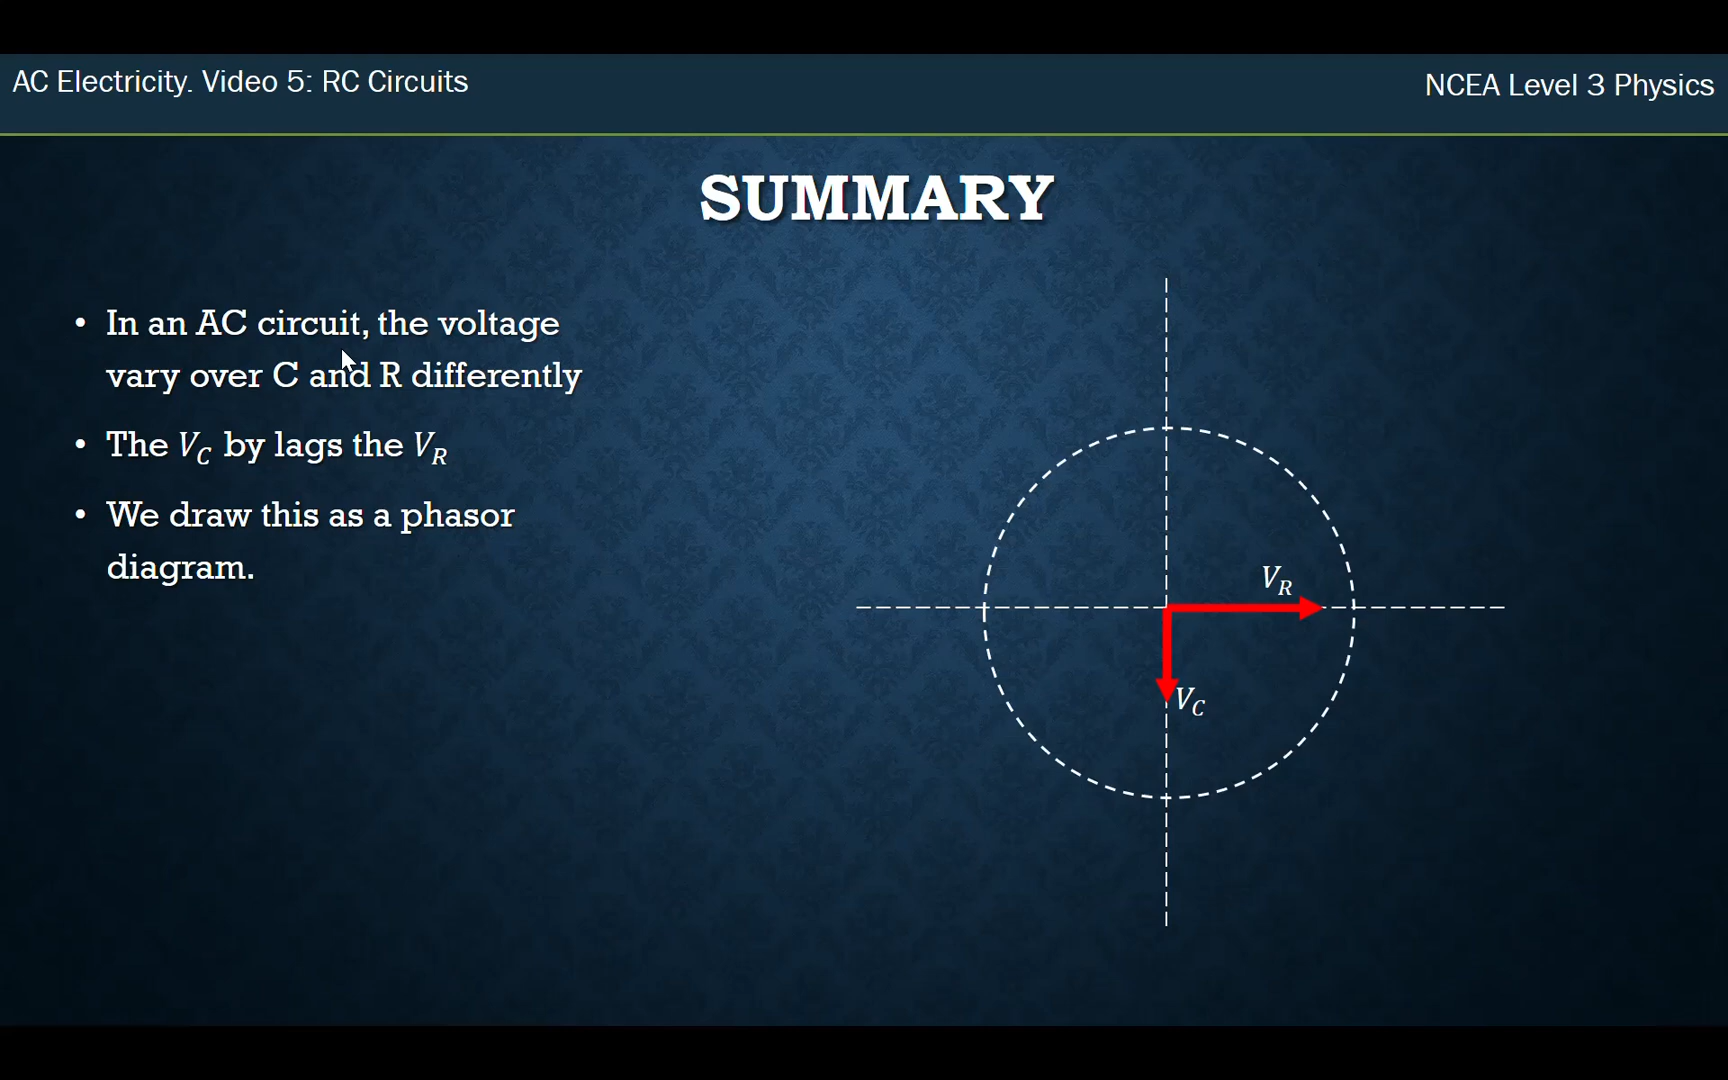 AC Electricity. Video 5: RC Circuits
NCEA Level 3 Physics
SUMMARY
• In an AC circuit, the voltage
vary over C and R differently
• The V_C by lags the V_R
• We draw this as a phasor
diagram.
V_R
V_C